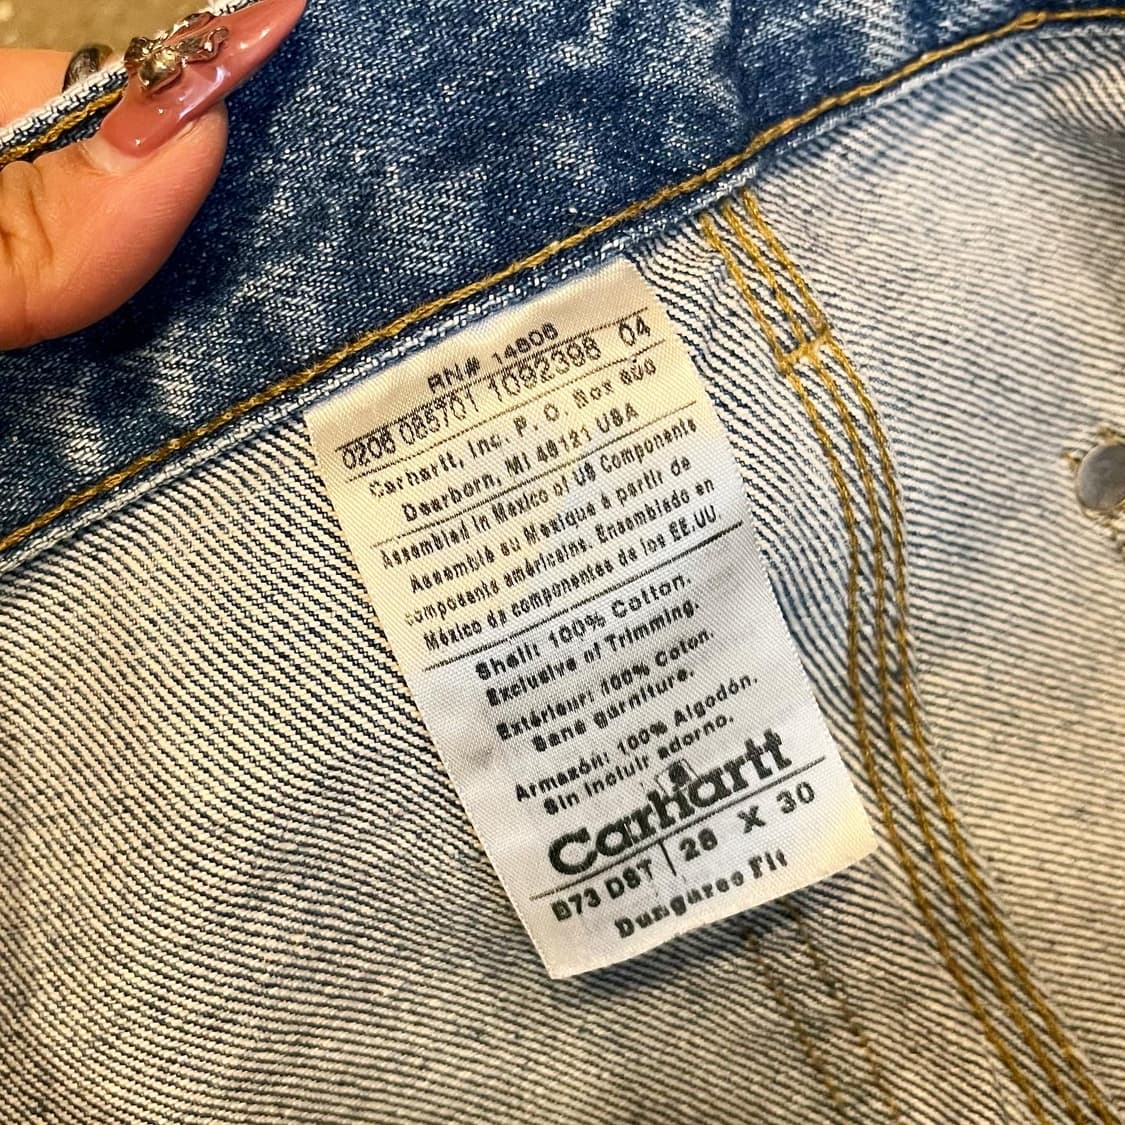 RN# 14806
0206 085701 1092398 04
Carhartt, Inc. P. O. Box 600
Dearborn, MI 48121 USA
Assembled in Mexico of US Components
Assemblé au Mexique à partir de
composants américains. Ensamblado en
México de componentes de los EE.UU
Shell: 100% Cotton.
Exclusive of Trimming.
Extérieur: 100% Coton.
Sans garniture.
Armazón: 100% Algodón.
Sin incluir adorno.
Carhartt
B73 DST | 28 X 30
Dungaree Fit